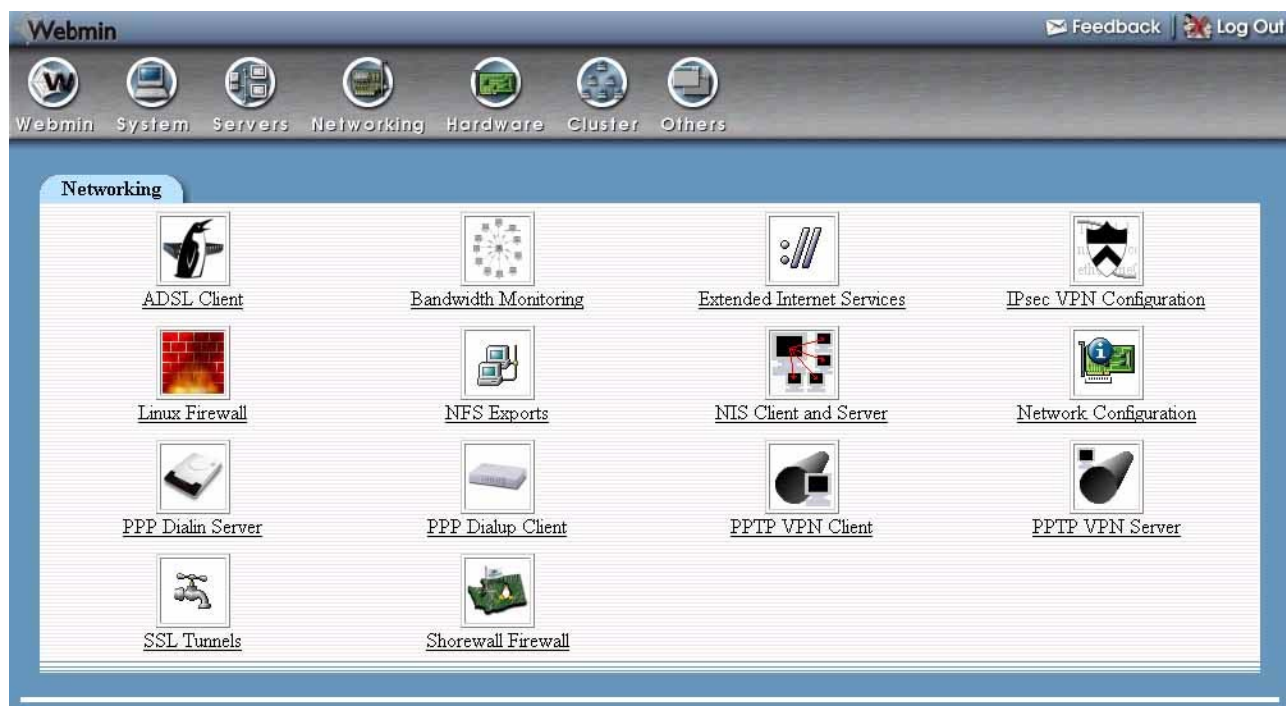 Webmin
Feedback
Log Out
Webmin System Servers Networking Hardware Cluster Others
Networking
ADSL Client
Bandwidth Monitoring
Extended Internet Services
IPsec VPN Configuration
Linux Firewall
NFS Exports
NIS Client and Server
Network Configuration
PPP Dialin Server
PPP Dialup Client
PPTP VPN Client
PPTP VPN Server
SSL Tunnels
Shorewall Firewall